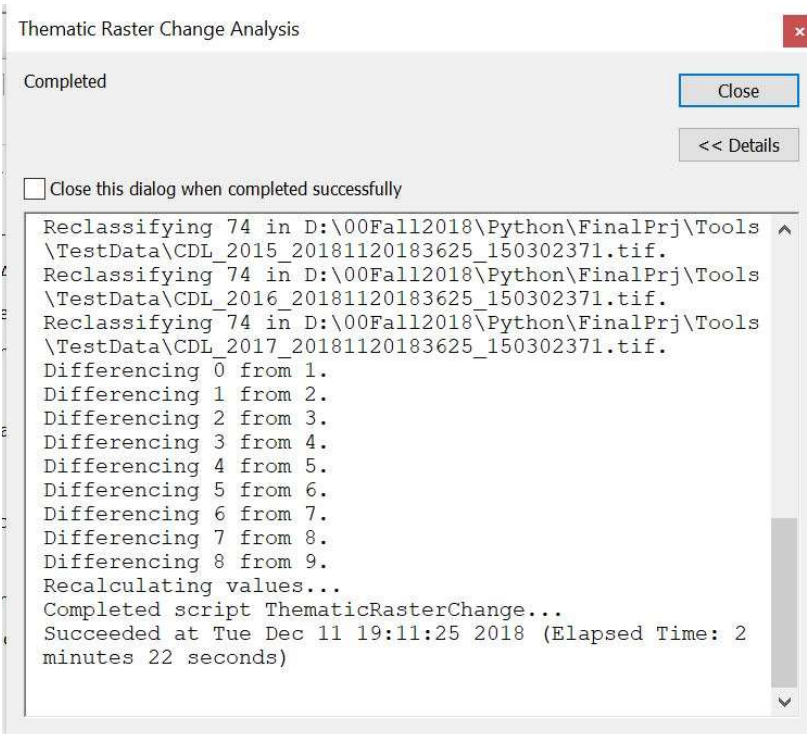 Thematic Raster Change Analysis
x
Completed
Close
<< Details
Close this dialog when completed successfully
Reclassifying 74 in D:\00Fall2018\Python\FinalPrj\Tools
\TestData\CDL_2015_20181120183625_150302371.tif.
Reclassifying 74 in D:\00Fall2018\Python\FinalPrj\Tools
\TestData\CDL_2016_20181120183625_150302371.tif.
Reclassifying 74 in D:\00Fall2018\Python\FinalPrj\Tools
\TestData\CDL_2017_20181120183625_150302371.tif.
Differencing 0 from 1.
Differencing 1 from 2.
Differencing 2 from 3.
Differencing 3 from 4.
Differencing 4 from 5.
Differencing 5 from 6.
Differencing 6 from 7.
Differencing 7 from 8.
Differencing 8 from 9.
Recalculating values...
Completed script ThematicRasterChange...
Succeeded at Tue Dec 11 19:11:25 2018 (Elapsed Time: 2
minutes 22 seconds)